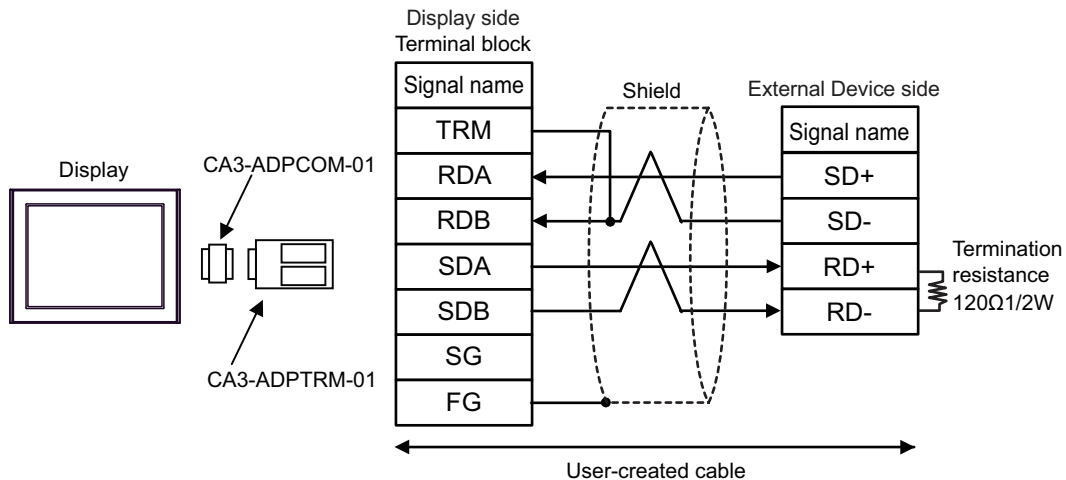 Display side
Terminal block
Signal name
TRM
RDA
RDB
SDA
SDB
SG
FG
Shield
External Device side
Signal name
SD+
SD-
RD+
RD-
Termination
resistance
120Ω1/2W
Display
CA3-ADPCOM-01
CA3-ADPTRM-01
User-created cable